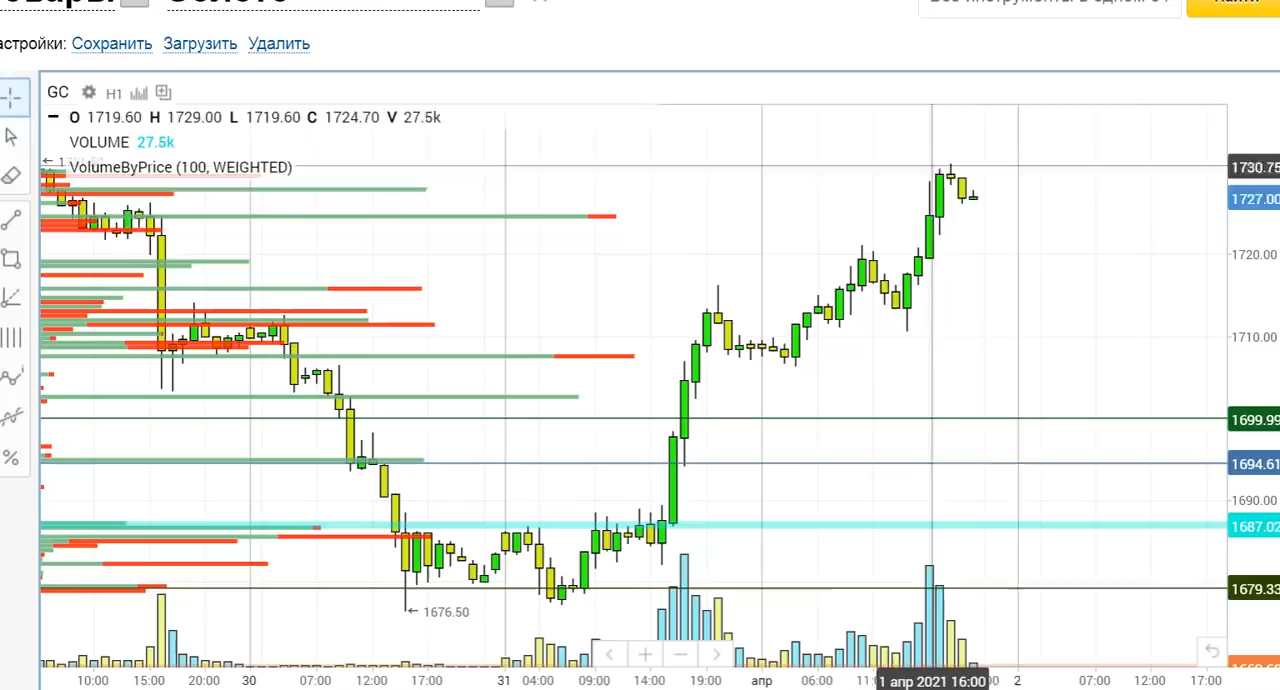 Сохранить Загрузить Удалить
GC H1
O 1719.60 H 1729.00 L 1719.60 C 1724.70 V 27.5k
VOLUME 27.5k
VolumeByPrice (100, WEIGHTED)
1730.75
1727.00
1720.00
1710.00
1699.99
1694.61
1690.00
1687.02
1679.33
← 1676.50
10:00 15:00 20:00 30 07:00 12:00 17:00 31 04:00 09:00 14:00 19:00 апр 06:00 1 апр 2021 16:00 2 07:00 12:00 17:00